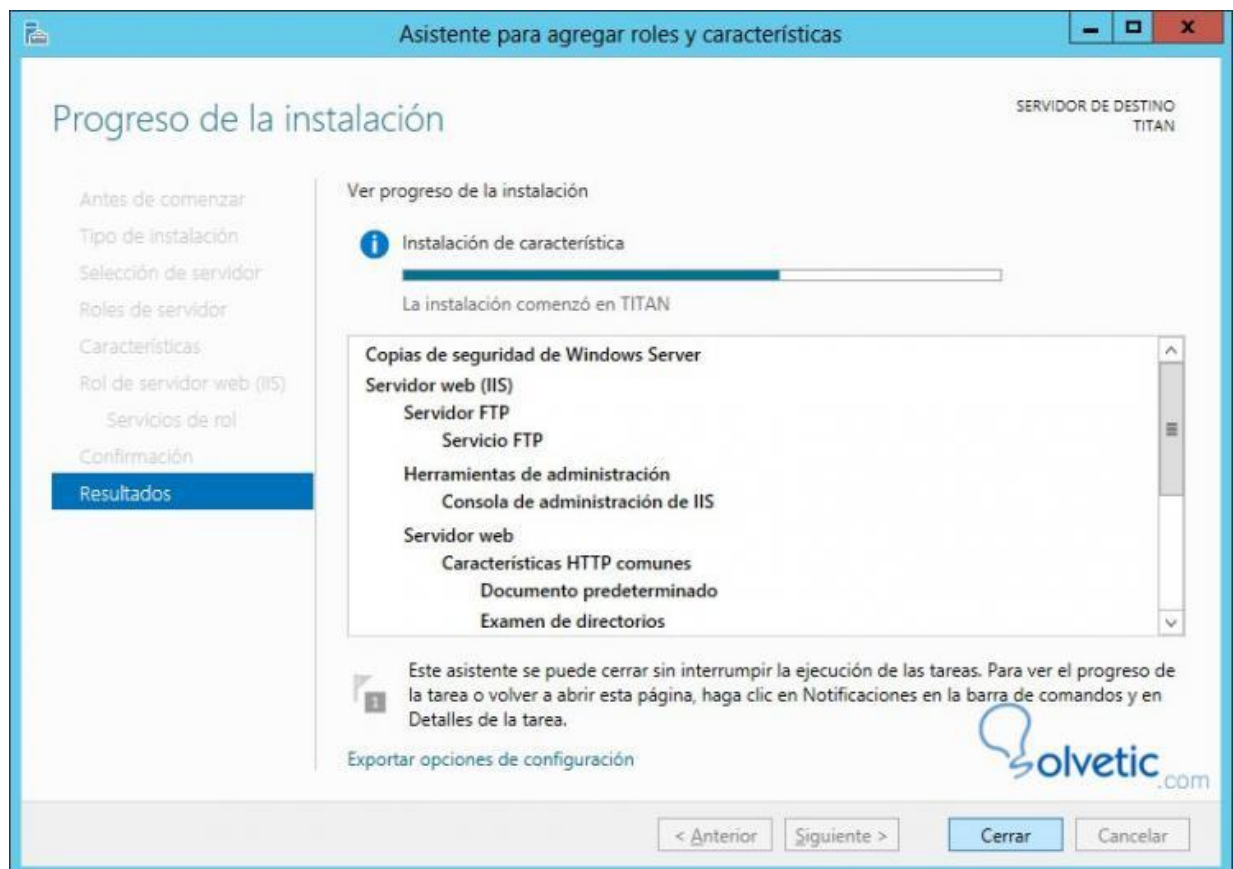 Asistente para agregar roles y características
Progreso de la instalación
SERVIDOR DE DESTINO
TITAN
Antes de comenzar
Tipo de instalación
Selección de servidor
Roles de servidor
Características
Rol de servidor web (IIS)
Servicios de rol
Confirmación
Resultados
Ver progreso de la instalación
Instalación de característica
La instalación comenzó en TITAN
Copias de seguridad de Windows Server
Servidor web (IIS)
Servidor FTP
Servicio FTP
Herramientas de administración
Consola de administración de IIS
Servidor web
Características HTTP comunes
Documento predeterminado
Examen de directorios
1
Este asistente se puede cerrar sin interrumpir la ejecución de las tareas. Para ver el progreso de
la tarea o volver a abrir esta página, haga clic en Notificaciones en la barra de comandos y en
Detalles de la tarea.
Exportar opciones de configuración
Solvetic.com
< Anterior
Siguiente >
Cerrar
Cancelar